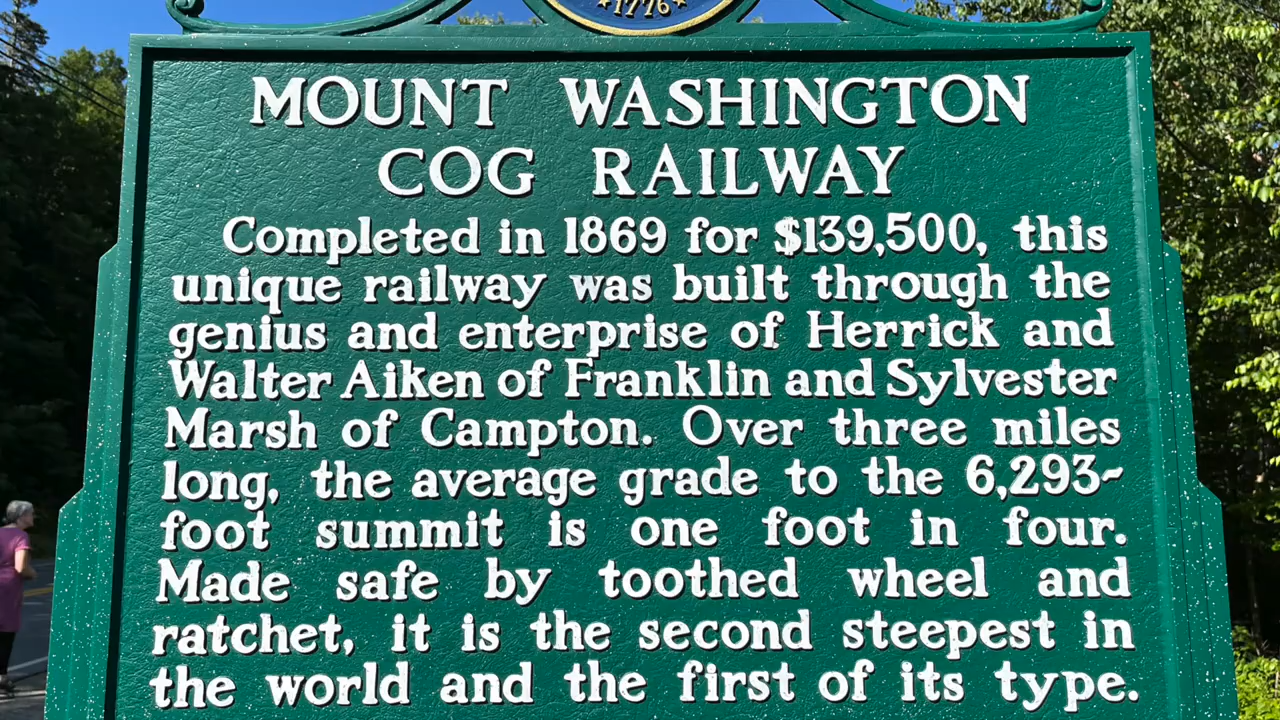 ★1776★
MOUNT WASHINGTON
COG RAILWAY
Completed in 1869 for $139,500, this
unique railway was built through the
genius and enterprise of Herrick and
Walter Aiken of Franklin and Sylvester
Marsh of Campton. Over three miles
long, the average grade to the 6,293-
foot summit is one foot in four.
Made safe by toothed wheel and
ratchet, it is the second steepest in
the world and the first of its type.